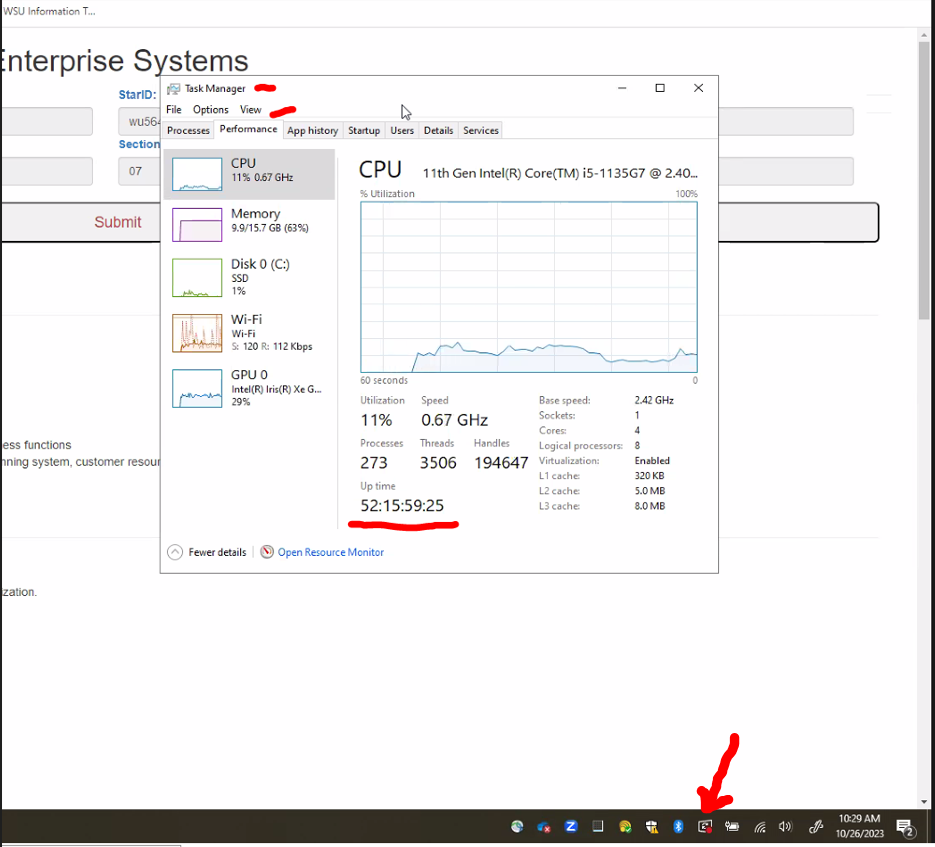 WSU Information T...
Enterprise Systems
StarID:
wu564
Section
07
Submit
ess functions
nning system, customer resour
zation.
Task Manager
File Options View
Processes Performance App history Startup Users Details Services
CPU
11% 0.67 GHz
Memory
9.9/15.7 GB (63%)
Disk 0 (C:)
SSD
1%
Wi-Fi
Wi-Fi
S: 120 R: 112 Kbps
GPU 0
Intel(R) Iris(R) Xe G...
29%
CPU 11th Gen Intel(R) Core(TM) i5-1135G7 @ 2.40...
% Utilization 100%
60 seconds 0
Utilization Speed
11% 0.67 GHz
Processes Threads Handles
273 3506 194647
Up time
52:15:59:25
Base speed: 2.42 GHz
Sockets: 1
Cores: 4
Logical processors: 8
Virtualization: Enabled
L1 cache: 320 KB
L2 cache: 5.0 MB
L3 cache: 8.0 MB
Fewer details Open Resource Monitor
10:29 AM
10/26/2023
2